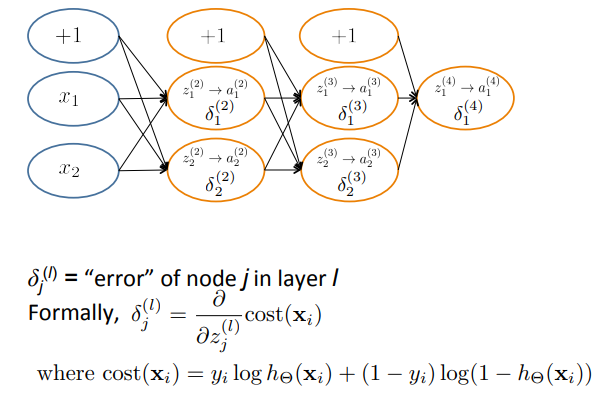 +1 +1 +1
x₁ z₁⁽²⁾ → a₁⁽²⁾ z₁⁽³⁾ → a₁⁽³⁾ z₁⁽⁴⁾ → a₁⁽⁴⁾
δ₁⁽²⁾ δ₁⁽³⁾ δ₁⁽⁴⁾
x₂ z₂⁽²⁾ → a₂⁽²⁾ z₂⁽³⁾ → a₂⁽³⁾
δ₂⁽²⁾ δ₂⁽³⁾
δⱼ⁽ˡ⁾ = “error” of node j in layer l
Formally, δⱼ⁽ˡ⁾ = ∂/∂zⱼ⁽ˡ⁾ cost(xᵢ)
where cost(xᵢ) = yᵢ log h_Θ(xᵢ) + (1 − yᵢ) log(1 − h_Θ(xᵢ))